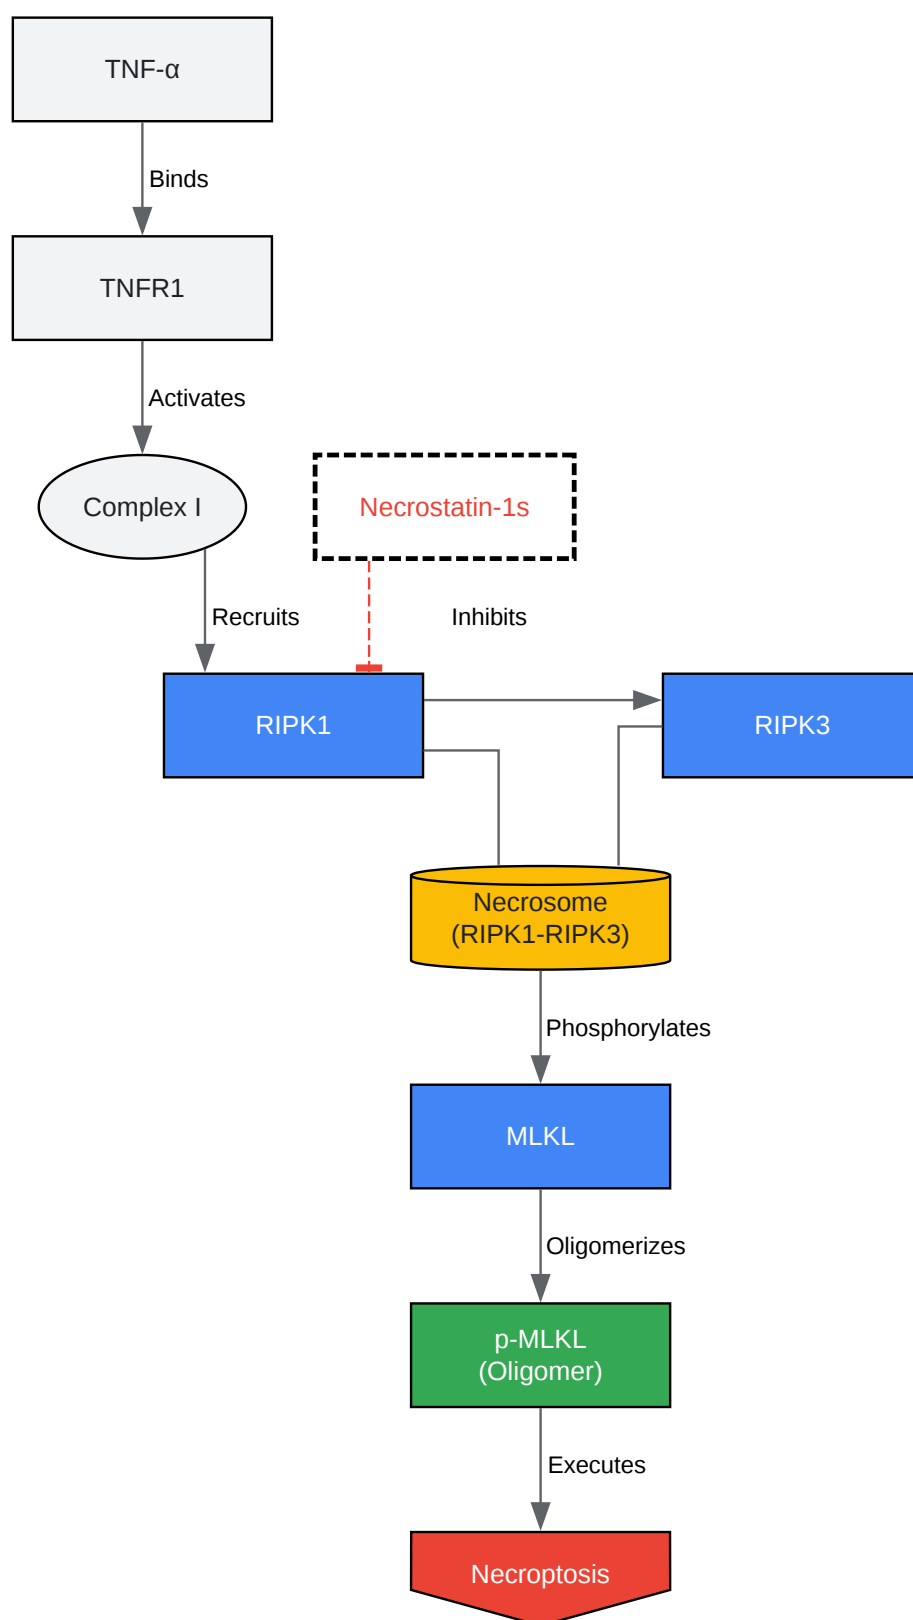 TNF-α
Binds
TNFR1
Activates
Complex I
Necrostatin-1s
Recruits
Inhibits
RIPK1
RIPK3
Necrosome
(RIPK1-RIPK3)
Phosphorylates
MLKL
Oligomerizes
p-MLKL
(Oligomer)
Executes
Necroptosis